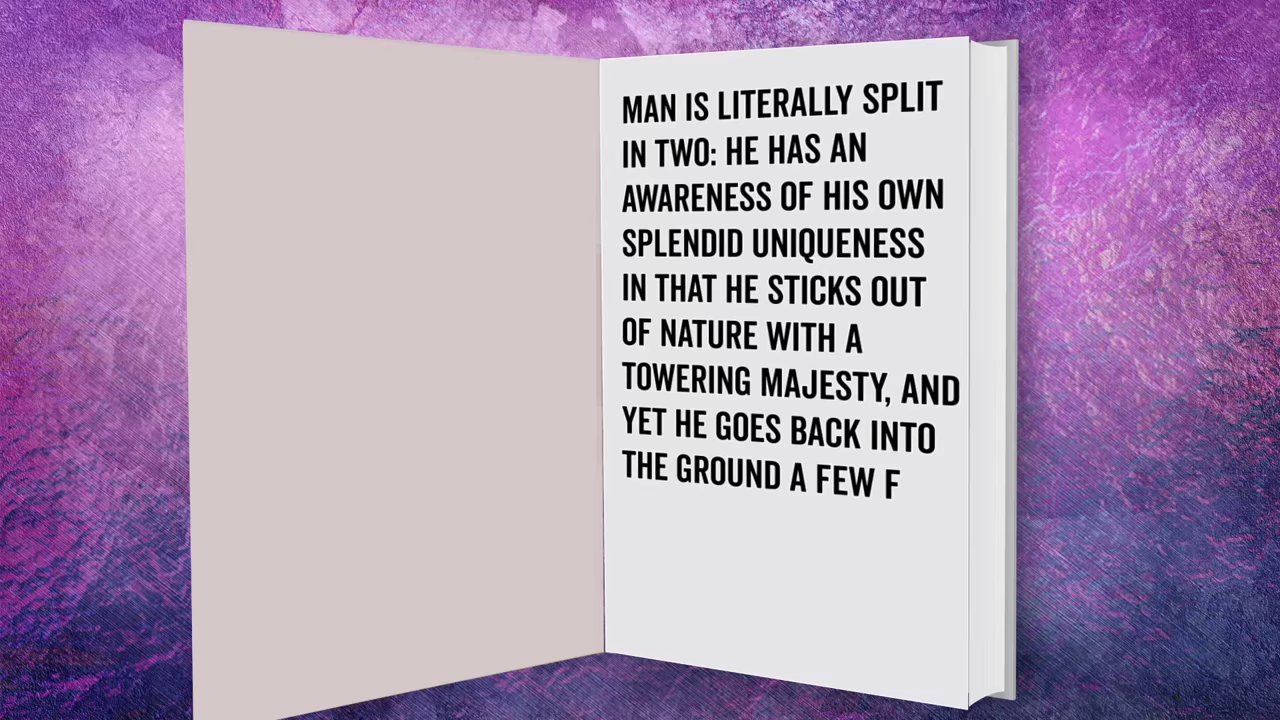 MAN IS LITERALLY SPLIT
IN TWO: HE HAS AN
AWARENESS OF HIS OWN
SPLENDID UNIQUENESS
IN THAT HE STICKS OUT
OF NATURE WITH A
TOWERING MAJESTY, AND
YET HE GOES BACK INTO
THE GROUND A FEW F